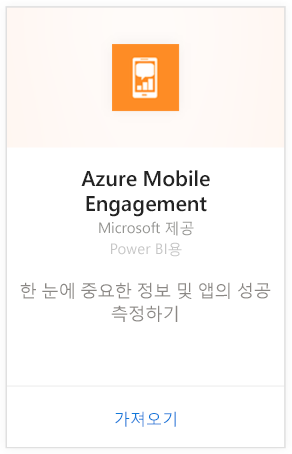 Azure Mobile
Engagement
Microsoft 제공
Power BI용
한 눈에 중요한 정보 및 앱의 성공
측정하기
가져오기